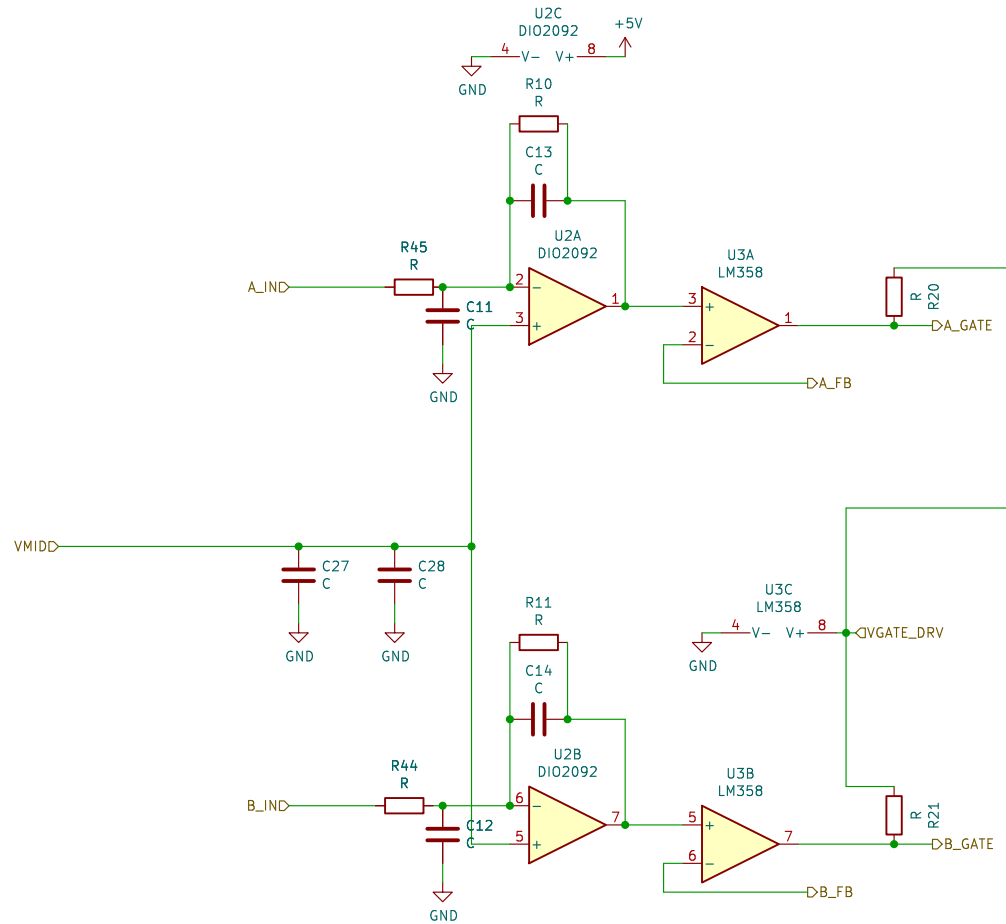 U2C
DIO2092
+5V
4
V-
V+
8
GND
R10
R
C13
C
U2A
DIO2092
R45
R
A_IN
2
-
3
+
1
C11
C
GND
U3A
LM358
3
+
2
-
1
R
R20
A_GATE
A_FB
VMID
C27
C
GND
C28
C
GND
U3C
LM358
4
V-
V+
8
GND
VGATE_DRV
R11
R
C14
C
U2B
DIO2092
R44
R
B_IN
6
-
5
+
7
C12
C
GND
U3B
LM358
5
+
6
-
7
R
R21
B_GATE
B_FB